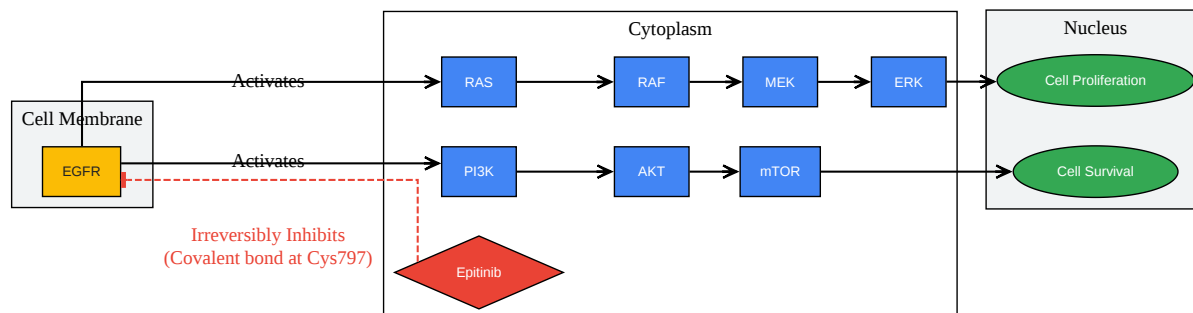 Cytoplasm
Nucleus
Activates
RAS
RAF
MEK
ERK
Cell Proliferation
Cell Membrane
EGFR
Activates
PI3K
AKT
mTOR
Cell Survival
Irreversibly Inhibits
(Covalent bond at Cys797)
Epitinib